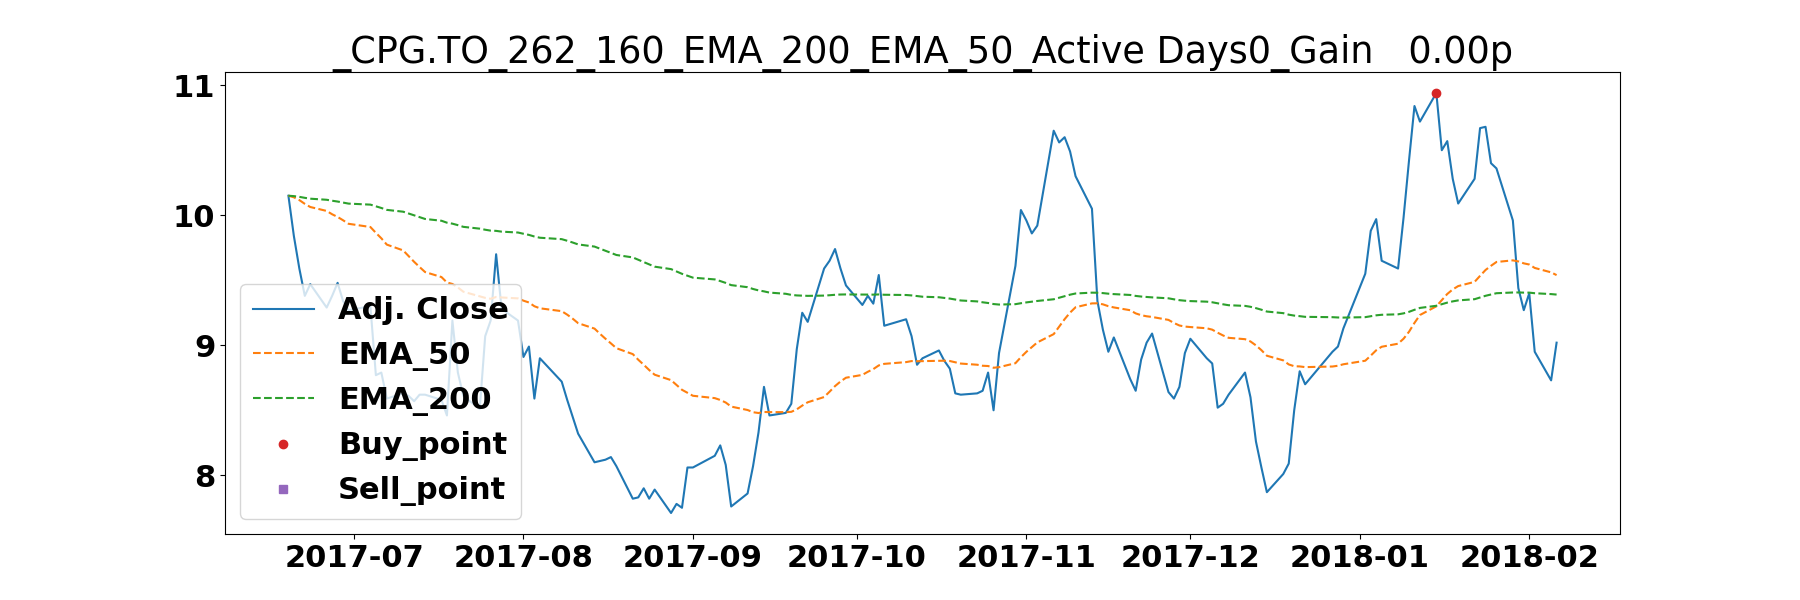 _CPG.TO_262_160_EMA_200_EMA_50_Active Days0_Gain   0.00p
11
10
9
8
Adj. Close
EMA_50
EMA_200
Buy_point
Sell_point
2017-07 2017-08 2017-09 2017-10 2017-11 2017-12 2018-01 2018-02